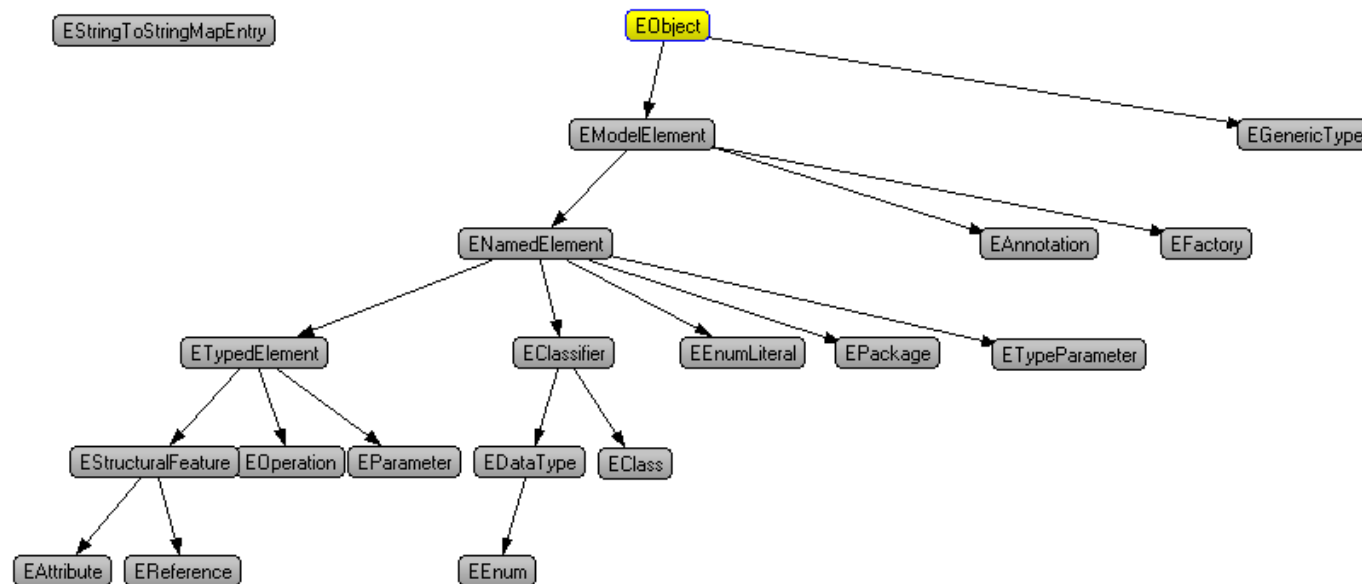 EStringToStringMapEntry
EObject
EModelElement
EGenericType
ENamedElement
EAnnotation
EFactory
ETypedElement
EClassifier
EEnumLiteral
EPackage
ETypeParameter
EStructuralFeature
EOperation
EParameter
EDataType
EClass
EAttribute
EReference
EEnum